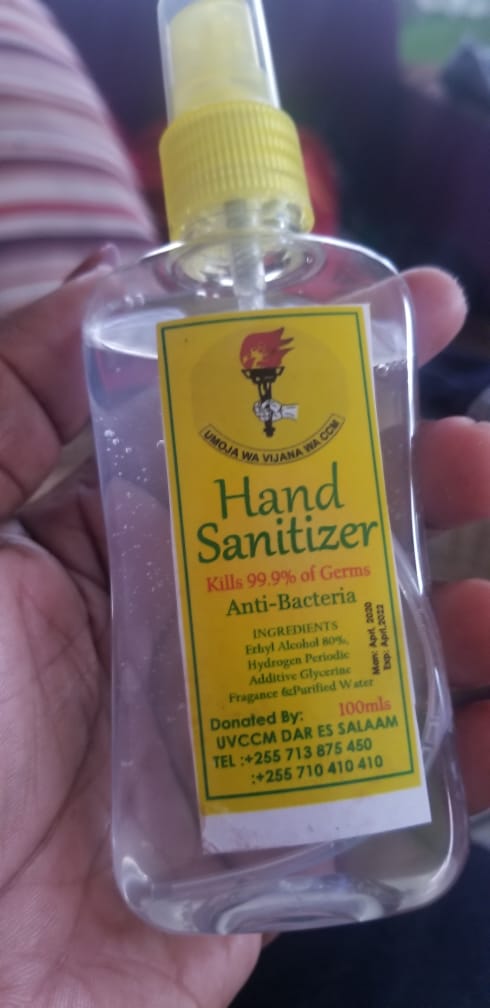 UMOJA WA VIJANA WA CCM
Hand
Sanitizer
Kills 99.9% of Germs
Anti-Bacteria
INGREDIENTS
Ethyl Alcohol 80%,
Hydrogen Periodic
Additive Glycerine
Fragance &Purified Water
Man: Apri, 2020
Exp: Apri,2022
100mls
Donated By:
UVCCM DAR ES SALAAM
TEL :+255 713 875 450
:+255 710 410 410